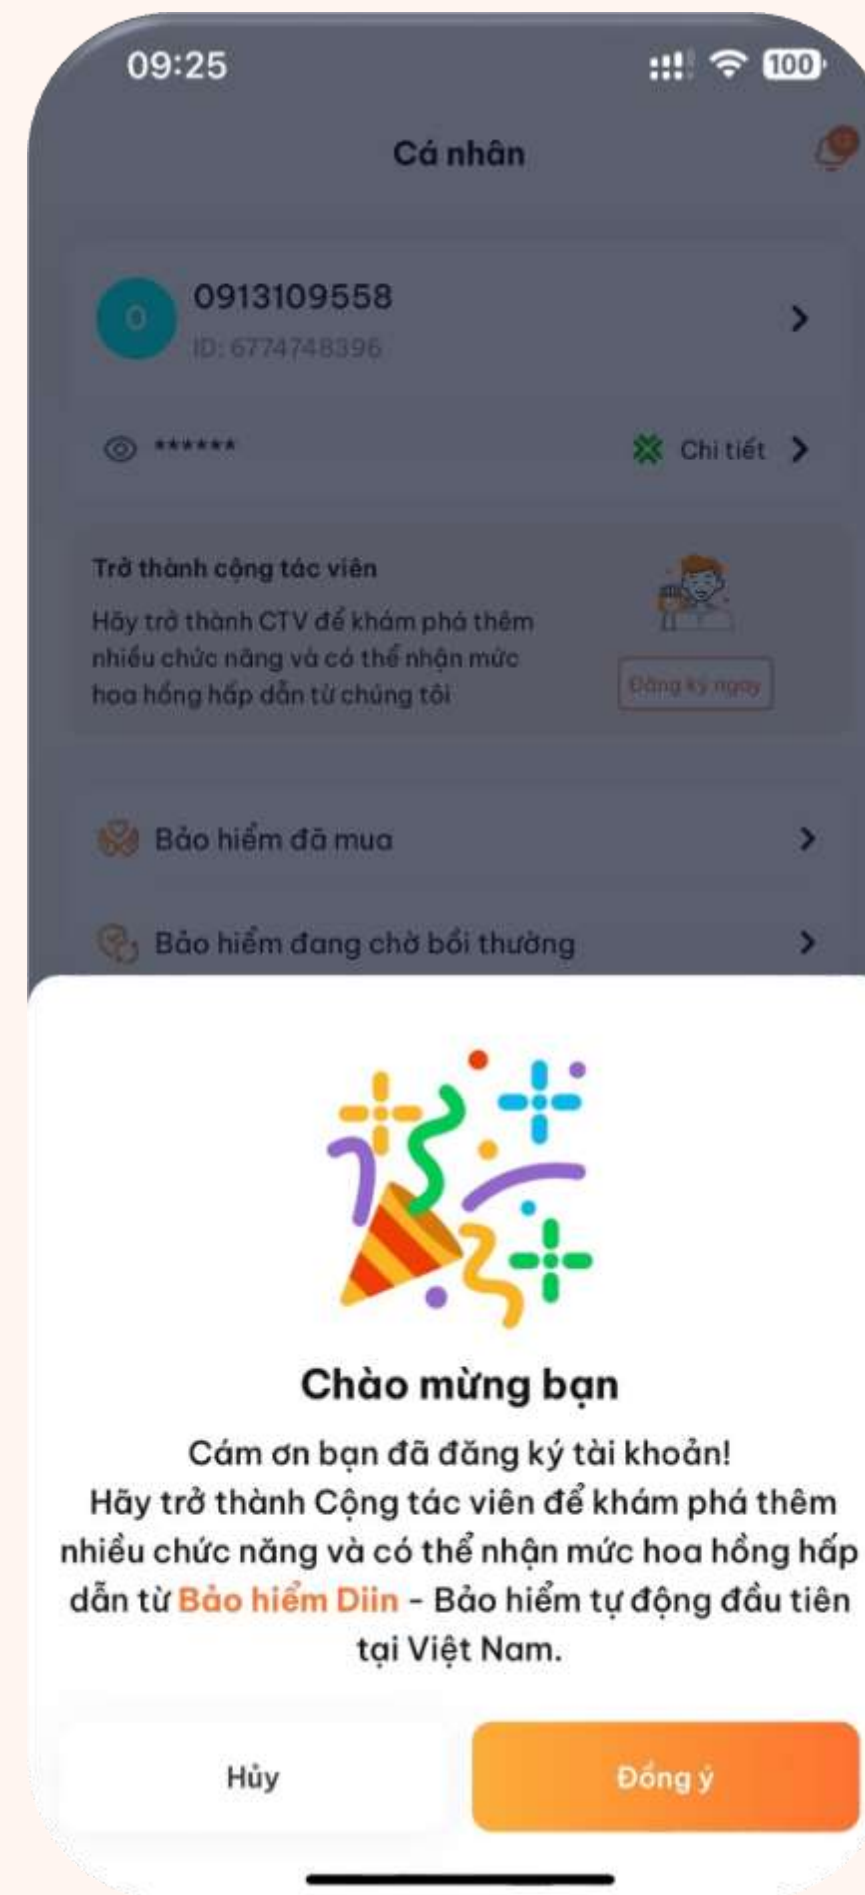 09:25
100
Cá nhân
0
0913109558
ID: 6774748396
******
Chi tiết
Trở thành cộng tác viên
Hãy trở thành CTV để khám phá thêm
nhiều chức năng và có thể nhận mức
hoa hồng hấp dẫn từ chúng tôi
Đăng ký ngay
Bảo hiểm đã mua
Bảo hiểm đang chờ bồi thường
Chào mừng bạn
Cám ơn bạn đã đăng ký tài khoản!
Hãy trở thành Cộng tác viên để khám phá thêm
nhiều chức năng và có thể nhận mức hoa hồng hấp
dẫn từ Bảo hiểm Diin - Bảo hiểm tự động đầu tiên
tại Việt Nam.
Hủy
Đồng ý